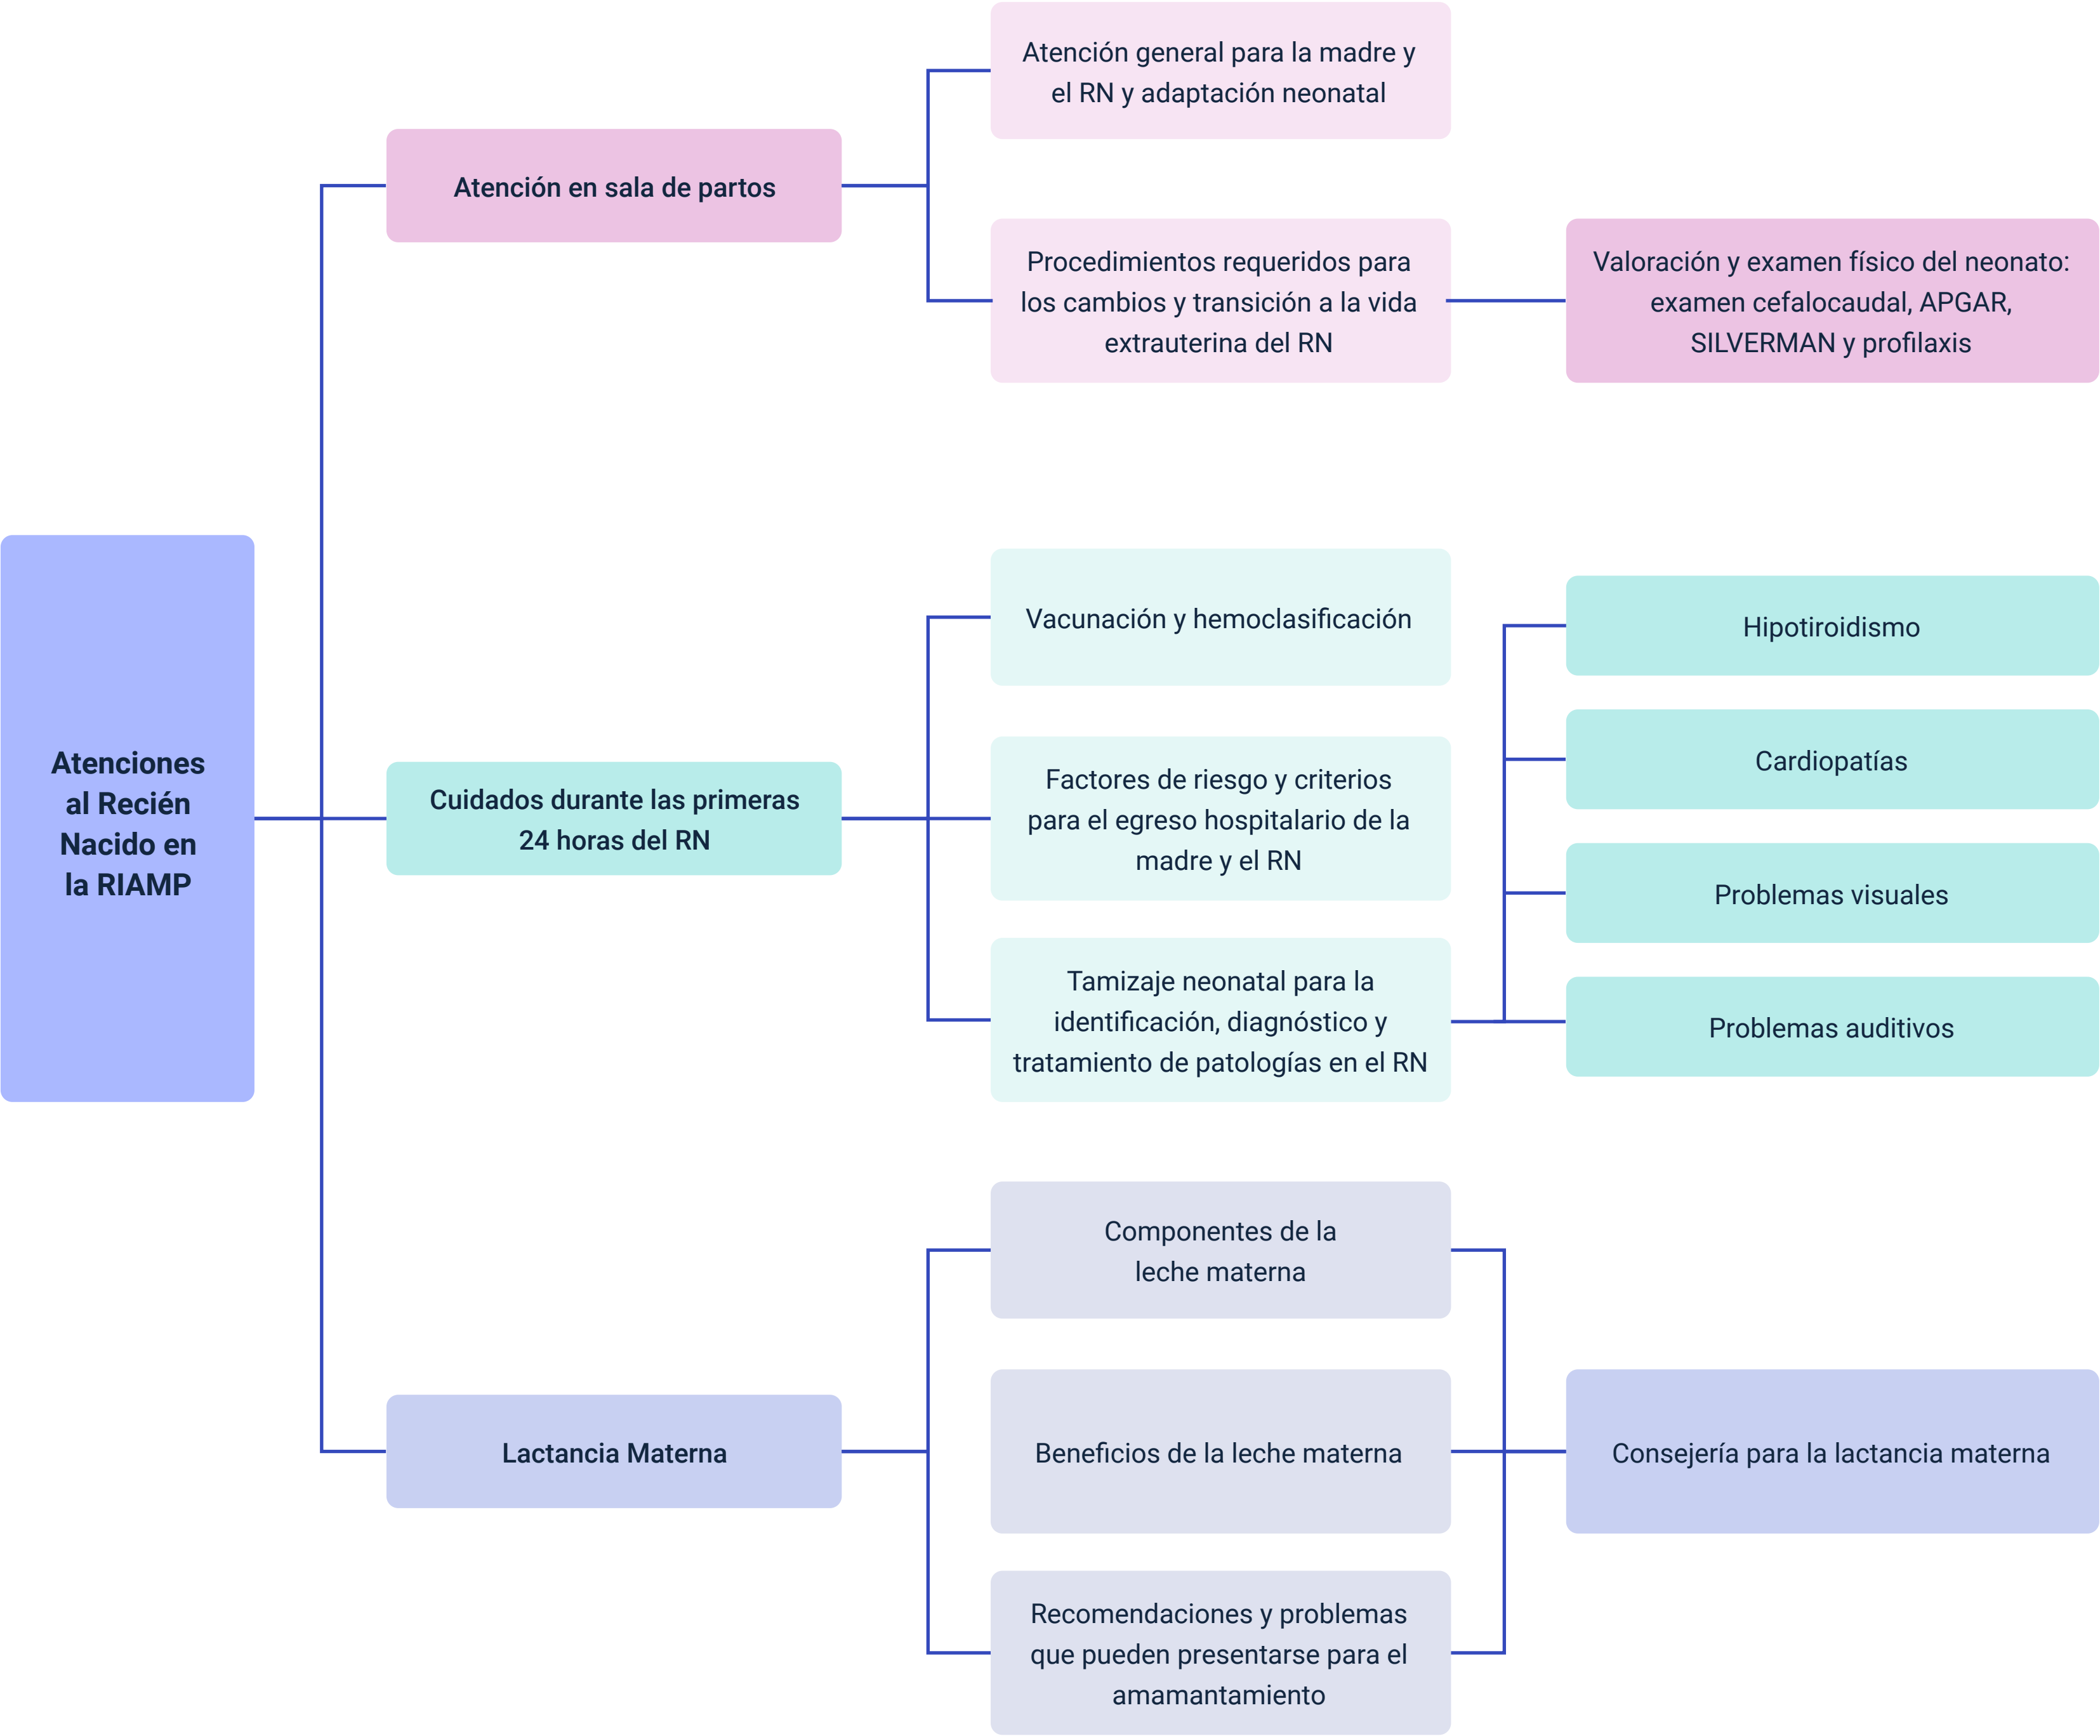 Atenciones
al Recién
Nacido en
la RIAMP
Atención en sala de partos
Atención general para la madre y
el RN y adaptación neonatal
Procedimientos requeridos para
los cambios y transición a la vida
extrauterina del RN
Valoración y examen físico del neonato:
examen cefalocaudal, APGAR,
SILVERMAN y profilaxis
Cuidados durante las primeras
24 horas del RN
Vacunación y hemoclasificación
Factores de riesgo y criterios
para el egreso hospitalario de la
madre y el RN
Tamizaje neonatal para la
identificación, diagnóstico y
tratamiento de patologías en el RN
Hipotiroidismo
Cardiopatías
Problemas visuales
Problemas auditivos
Lactancia Materna
Componentes de la
leche materna
Beneficios de la leche materna
Recomendaciones y problemas
que pueden presentarse para el
amamantamiento
Consejería para la lactancia materna